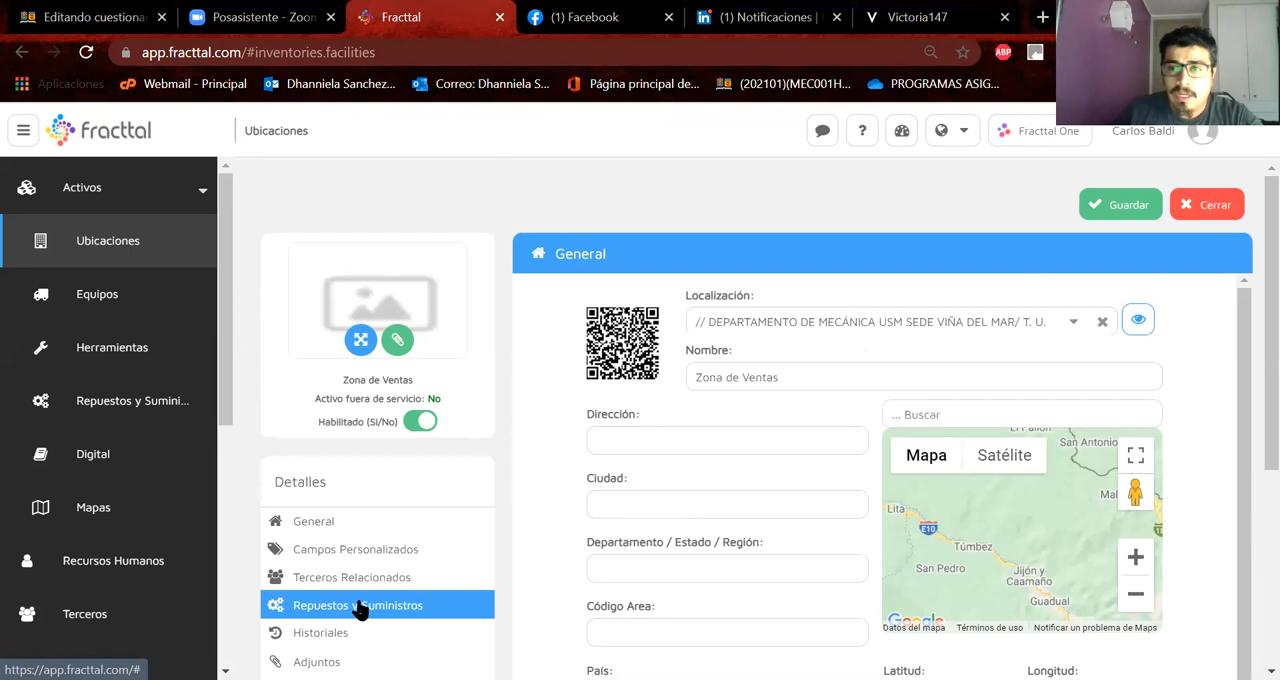 Editando cuestiona
Posasistente - Zoom
Fracttal
(1) Facebook
(1) Notificaciones |
Victoria147
app.fracttal.com/#inventories.facilities
ABP
Aplicaciones
Webmail - Principal
Dhanniela Sanchez...
Correo: Dhanniela S...
Página principal de...
(202101)(MEC001H...
PROGRAMAS ASIG...
fracttal
Ubicaciones
Fracttal One
Carlos Baldi
Activos
Ubicaciones
Equipos
Herramientas
Repuestos y Sumini...
Digital
Mapas
Recursos Humanos
Terceros
https://app.fracttal.com/#
Guardar
Cerrar
Zona de Ventas
Activo fuera de servicio: No
Habilitado (Si/No)
Detalles
General
Campos Personalizados
Terceros Relacionados
Repuestos y Suministros
Historiales
Adjuntos
General
Localización:
// DEPARTAMENTO DE MECÁNICA USM SEDE VIÑA DEL MAR/ T. U.
Nombre:
Zona de Ventas
Dirección:
Ciudad:
Departamento / Estado / Región:
Código Area:
País:
... Buscar
El Pailón
San Antonio
Mapa
Satélite
Lita
E10
Túmbez
San Pedro
Jijón y
Caamaño
Guadual
Google
Datos del mapa
Términos de uso
Notificar un problema de Maps
Latitud:
Longitud: